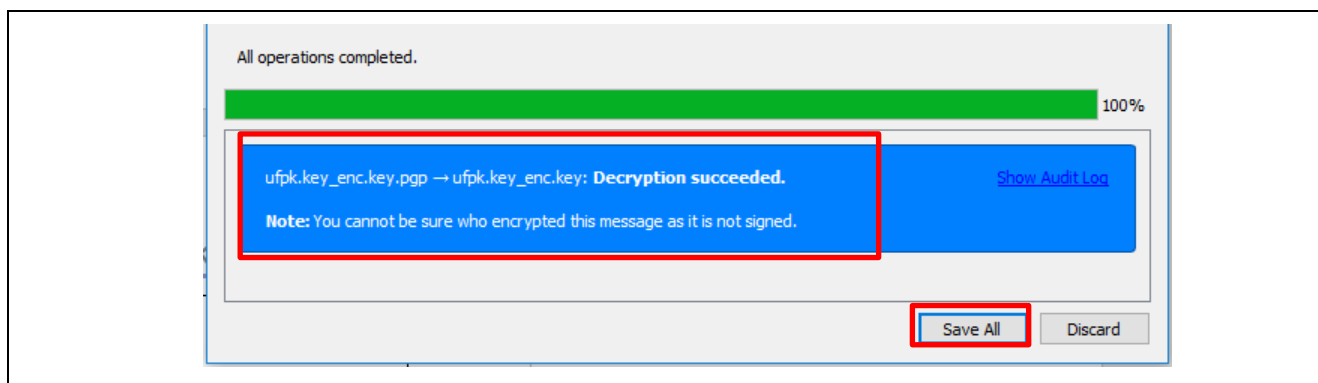 All operations completed.
100%
ufpk.key_enc.key.pgp → ufpk.key_enc.key: Decryption succeeded.
Show Audit Log
Note: You cannot be sure who encrypted this message as it is not signed.
Save All
Discard